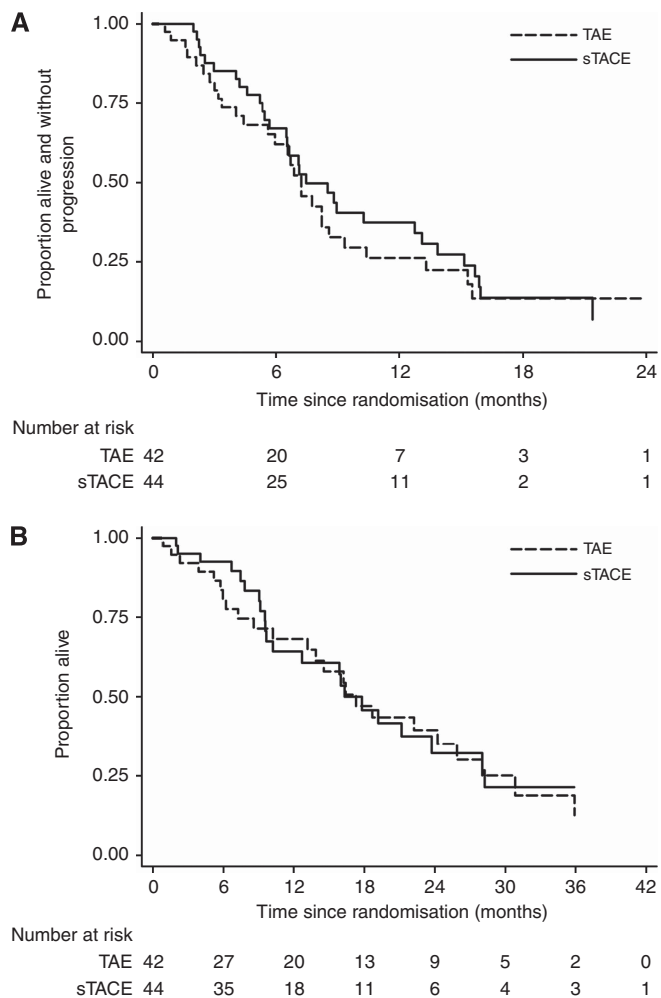 A
1.00
0.75
0.50
0.25
0.00
Proportion alive and without
progression
TAE
sTACE
0 6 12 18 24
Time since randomisation (months)
Number at risk
TAE 42 20 7 3 1
sTACE 44 25 11 2 1
B
1.00
0.75
0.50
0.25
0.00
Proportion alive
TAE
sTACE
0 6 12 18 24 30 36 42
Time since randomisation (months)
Number at risk
TAE 42 27 20 13 9 5 2 0
sTACE 44 35 18 11 6 4 3 1